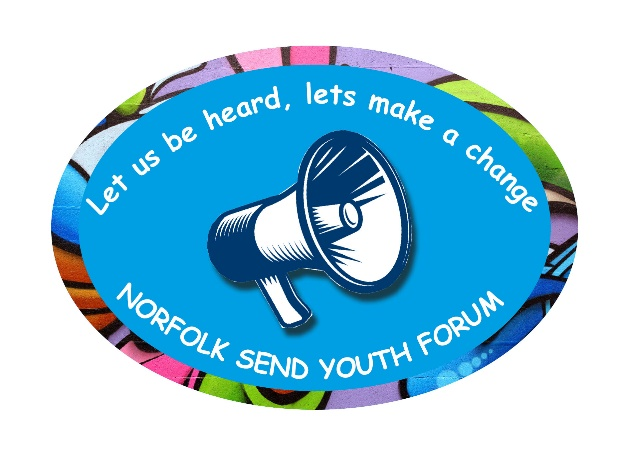 Let us be heard, lets make a change
NORFOLK SEND YOUTH FORUM